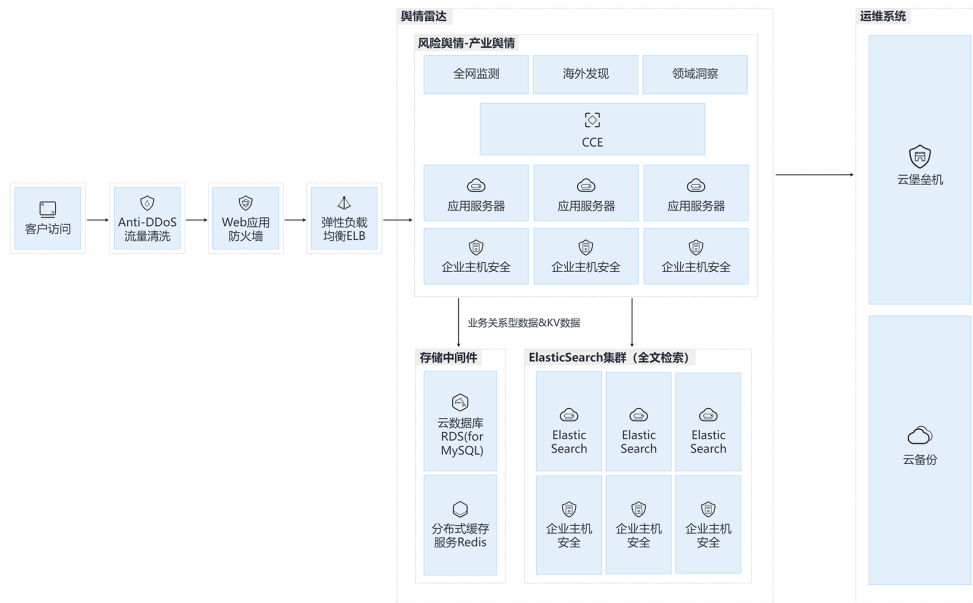 舆情雷达
运维系统
风险舆情-产业舆情
全网监测
海外发现
领域洞察
CCE
云堡垒机
客户访问
Anti-DDoS
流量清洗
Web应用
防火墙
弹性负载
均衡ELB
应用服务器
应用服务器
应用服务器
企业主机安全
企业主机安全
企业主机安全
业务关系型数据&KV数据
存储中间件
ElasticSearch集群（全文检索）
云数据库
RDS(for
MySQL)
Elastic
Search
Elastic
Search
Elastic
Search
云备份
分布式缓存
服务Redis
企业主机
安全
企业主机
安全
企业主机
安全